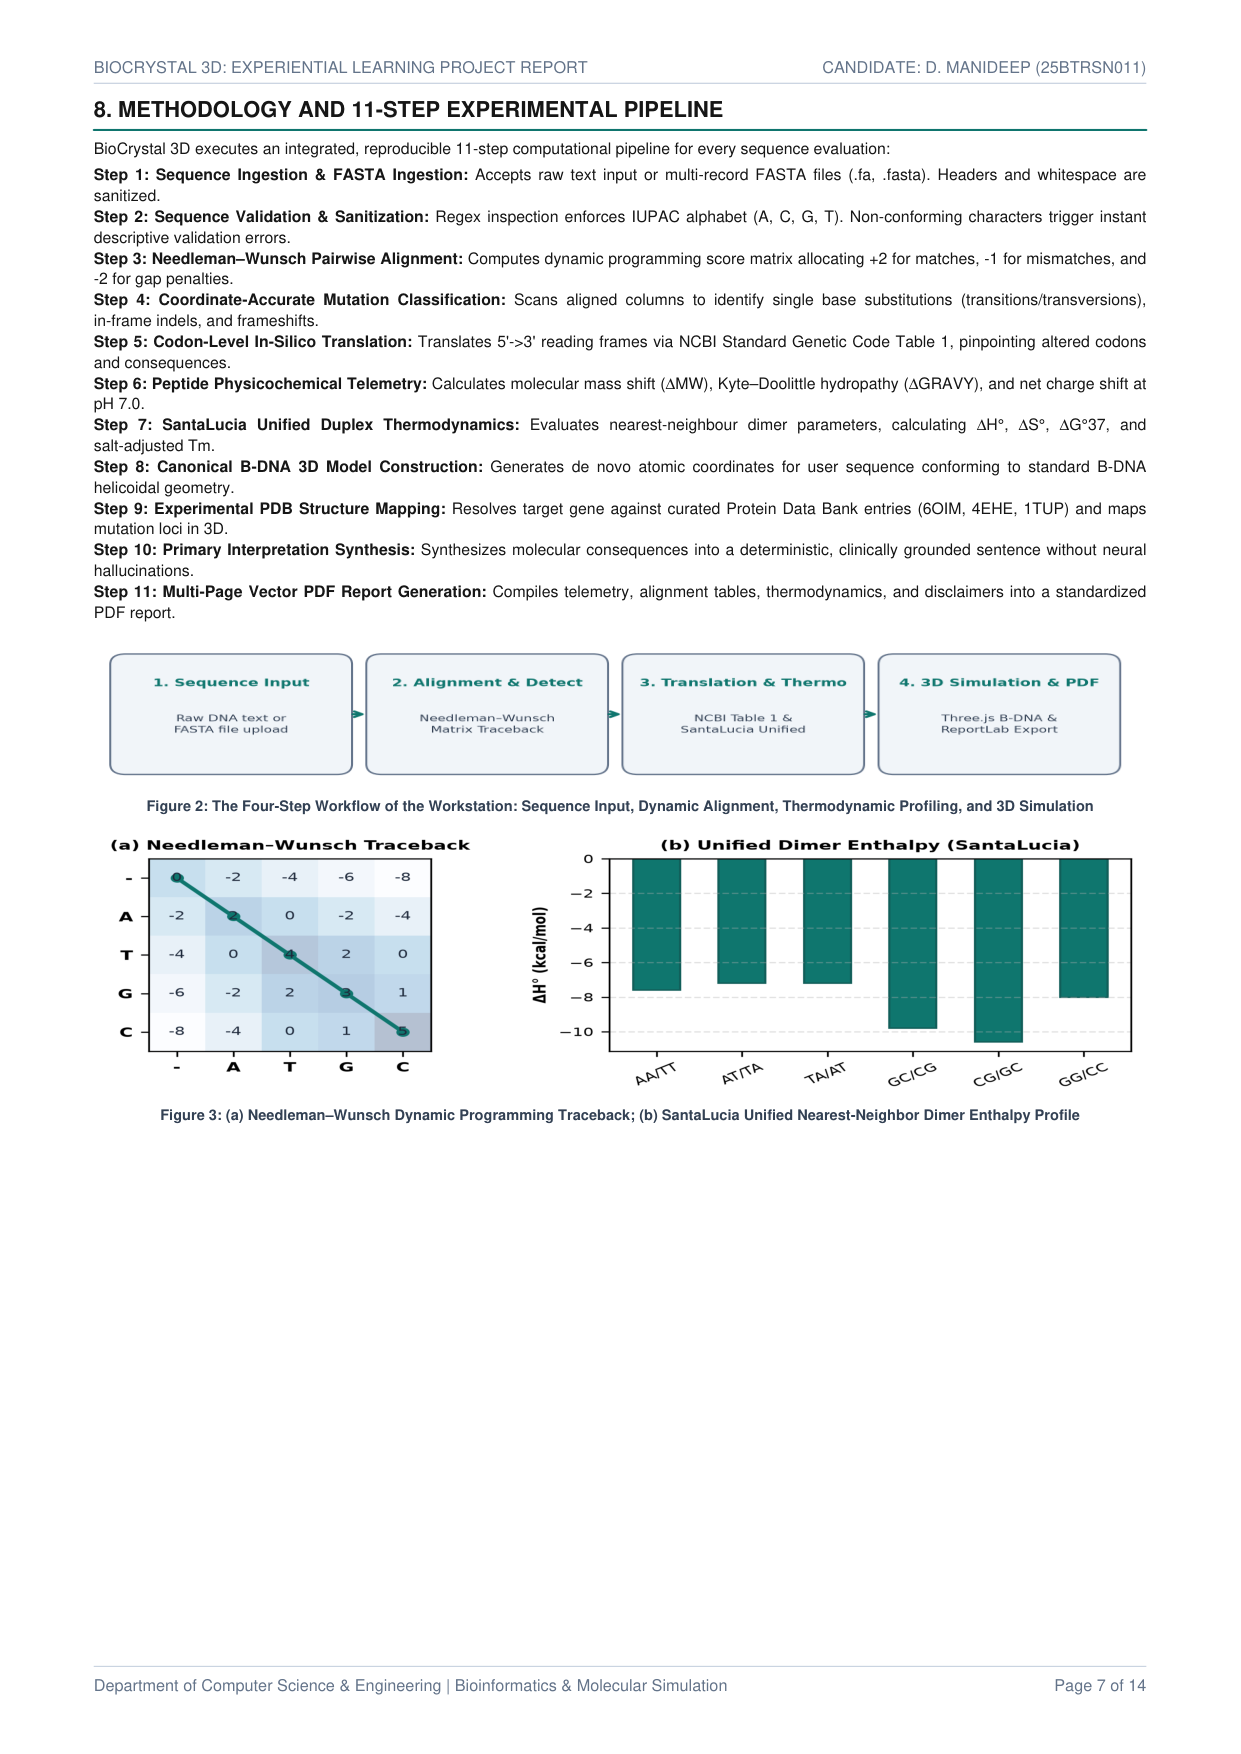 BIOCRYSTAL 3D: EXPERIENTIAL LEARNING PROJECT REPORT
CANDIDATE: D. MANIDEEP (25BTRSN011)
8. METHODOLOGY AND 11-STEP EXPERIMENTAL PIPELINE
BioCrystal 3D executes an integrated, reproducible 11-step computational pipeline for every sequence evaluation:
Step 1: Sequence Ingestion & FASTA Ingestion: Accepts raw text input or multi-record FASTA files (.fa, .fasta). Headers and whitespace are
sanitized.
Step 2: Sequence Validation & Sanitization: Regex inspection enforces IUPAC alphabet (A, C, G, T). Non-conforming characters trigger instant
descriptive validation errors.
Step 3: Needleman–Wunsch Pairwise Alignment: Computes dynamic programming score matrix allocating +2 for matches, -1 for mismatches, and
-2 for gap penalties.
Step 4: Coordinate-Accurate Mutation Classification: Scans aligned columns to identify single base substitutions (transitions/transversions),
in-frame indels, and frameshifts.
Step 5: Codon-Level In-Silico Translation: Translates 5'->3' reading frames via NCBI Standard Genetic Code Table 1, pinpointing altered codons
and consequences.
Step 6: Peptide Physicochemical Telemetry: Calculates molecular mass shift (ΔMW), Kyte–Doolittle hydropathy (ΔGRAVY), and net charge shift at
pH 7.0.
Step 7: SantaLucia Unified Duplex Thermodynamics: Evaluates nearest-neighbour dimer parameters, calculating ΔH°, ΔS°, ΔG°37, and
salt-adjusted Tm.
Step 8: Canonical B-DNA 3D Model Construction: Generates de novo atomic coordinates for user sequence conforming to standard B-DNA
helicoidal geometry.
Step 9: Experimental PDB Structure Mapping: Resolves target gene against curated Protein Data Bank entries (6OIM, 4EHE, 1TUP) and maps
mutation loci in 3D.
Step 10: Primary Interpretation Synthesis: Synthesizes molecular consequences into a deterministic, clinically grounded sentence without neural
hallucinations.
Step 11: Multi-Page Vector PDF Report Generation: Compiles telemetry, alignment tables, thermodynamics, and disclaimers into a standardized
PDF report.
1. Sequence Input
Raw DNA text or
FASTA file upload
2. Alignment & Detect
Needleman–Wunsch
Matrix Traceback
3. Translation & Thermo
NCBI Table 1 &
SantaLucia Unified
4. 3D Simulation & PDF
Three.js B-DNA &
ReportLab Export
Figure 2: The Four-Step Workflow of the Workstation: Sequence Input, Dynamic Alignment, Thermodynamic Profiling, and 3D Simulation
(a) Needleman–Wunsch Traceback
- 0 -2 -4 -6 -8
A -2 2 0 -2 -4
T -4 0 4 2 0
G -6 -2 2 3 1
C -8 -4 0 1 5
- A T G C
(b) Unified Dimer Enthalpy (SantaLucia)
ΔH° (kcal/mol)
0
−2
−4
−6
−8
−10
AA/TT AT/TA TA/AT GC/CG CG/GC GG/CC
Figure 3: (a) Needleman–Wunsch Dynamic Programming Traceback; (b) SantaLucia Unified Nearest-Neighbor Dimer Enthalpy Profile
Department of Computer Science & Engineering | Bioinformatics & Molecular Simulation
Page 7 of 14